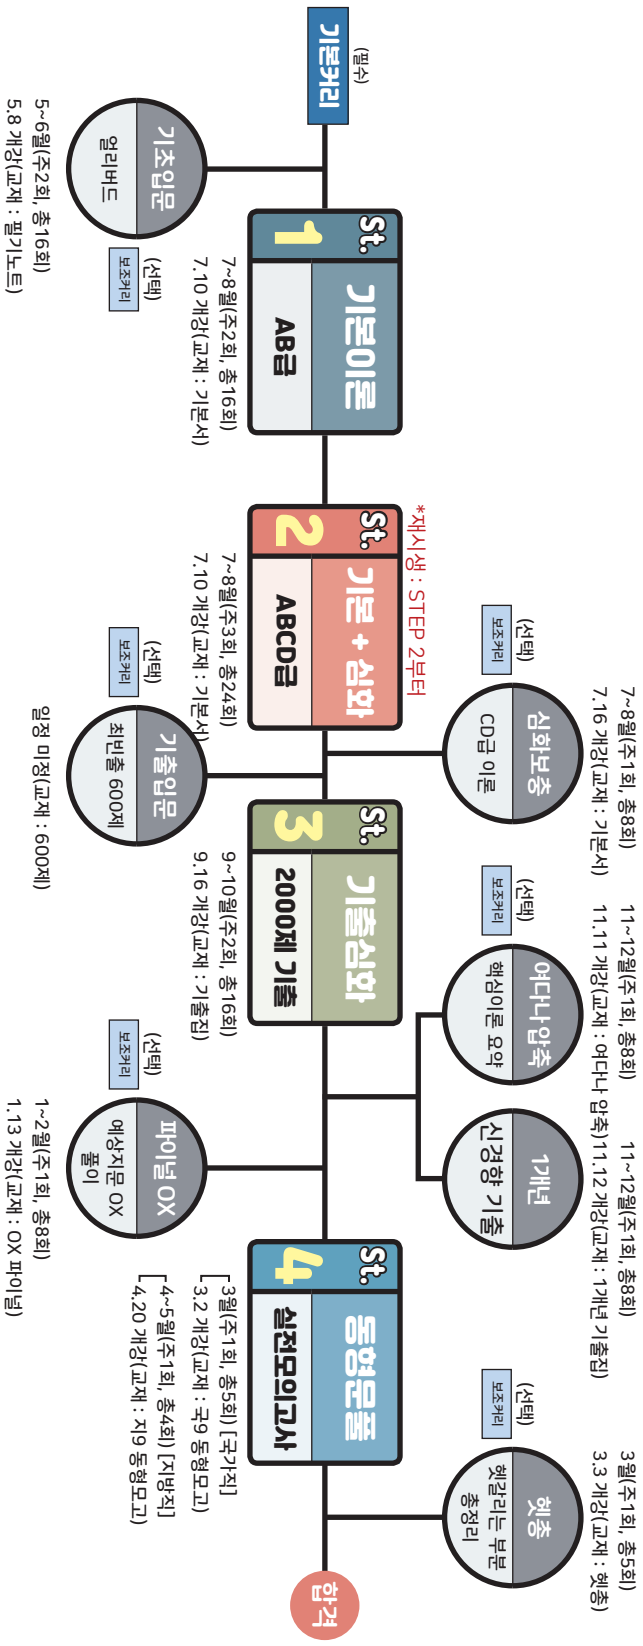 (필수)
기본커리
기초입문
얼리버드
(선택)
보조커리
5~6월(주2회, 총16회)
5.8 개강(교재 : 필기노트)
St.
1
기본이론
AB급
7~8월(주2회, 총16회)
7.10 개강(교재 : 기본서)
*재시생 : STEP 2부터
St.
2
기본 + 심화
ABCD급
7~8월(주3회, 총24회)
7.10 개강(교재 : 기본서)
(선택)
보조커리
심화보충
CD급 이론
7~8월(주1회, 총8회)
7.16 개강(교재 : 기본서)
(선택)
보조커리
기출입문
최빈출 600제
일정 미정(교재 : 600제)
St.
3
기출심화
2000제 기출
9~10월(주2회, 총16회)
9.16 개강(교재 : 기출집)
(선택)
보조커리
여다나 압축
핵심이론 요약
11~12월(주1회, 총8회)
11.11 개강(교재 : 여다나 압축)
1개년
신경향 기출
11~12월(주1회, 총8회)
11.12 개강(교재 : 1개년 기출집)
(선택)
보조커리
파이널 OX
예상지문 OX
풀이
1~2월(주1회, 총8회)
1.13 개강(교재 : OX 파이널)
St.
4
동형문풀
실전모의고사
3월(주1회, 총5회) [국가직]
3.2 개강(교재 : 국9 동형모고)
4~5월(주1회, 총4회) [지방직]
4.20 개강(교재 : 지9 동형모고)
(선택)
보조커리
헷총
헷갈리는 부분
총정리
3월(주1회, 총5회)
3.3 개강(교재 : 헷총)
합격